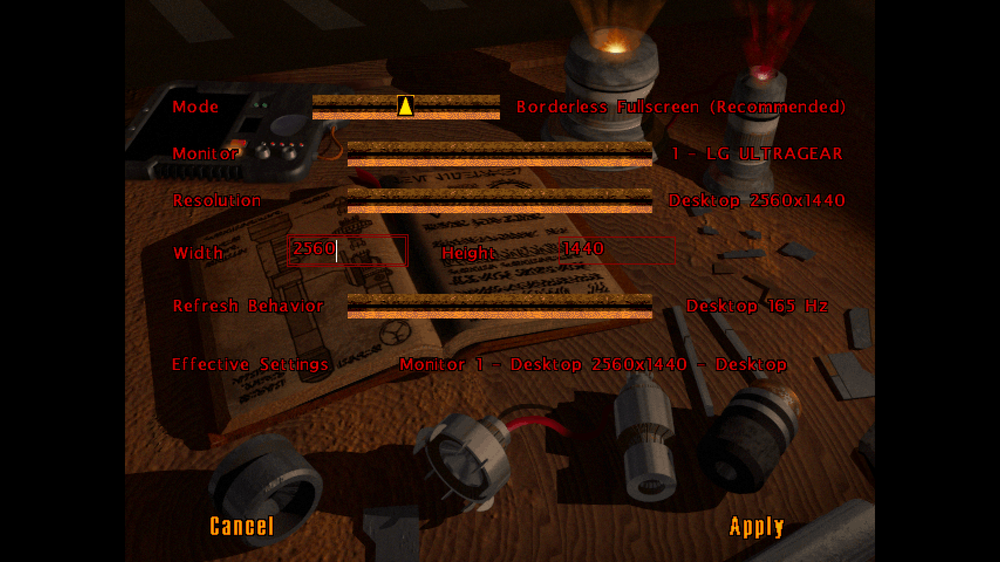 Mode Borderless Fullscreen (Recommended)
Monitor 1 - LG ULTRAGEAR
Resolution Desktop 2560x1440
Width 2560 Height 1440
Refresh Behavior Desktop 165 Hz
Effective Settings Monitor 1 - Desktop 2560x1440 - Desktop
Cancel Apply